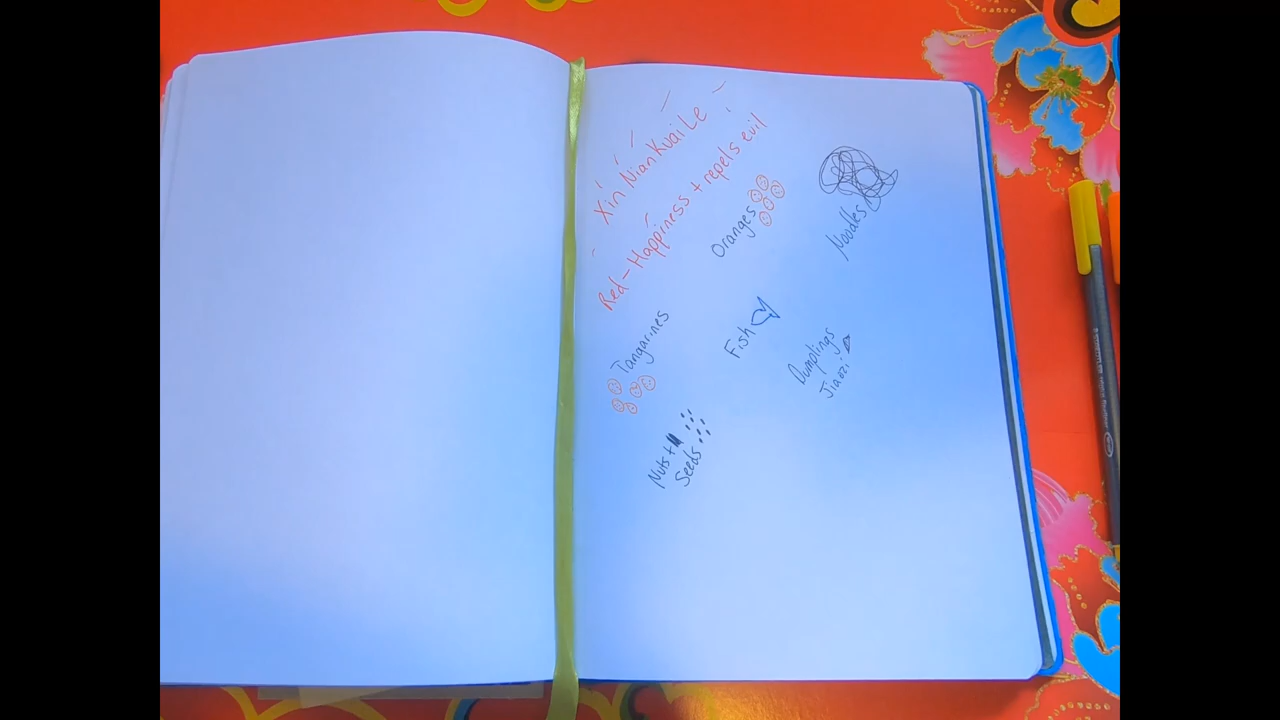 Xin Nian Kuai Le
Red - Happiness + repels evil
Tangarines
Oranges
Nuts +
Seeds
Fish
Noodles
Dumplings
Jiaozi